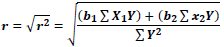 r = √r² = √((b₁ ∑ X₁Y) + (b₂ ∑ x₂Y) / ∑ Y²)